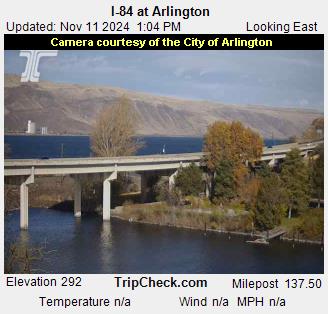 I-84 at Arlington
Updated: Nov 11 2024 1:04 PM Looking East
Camera courtesy of the City of Arlington
Elevation 292 TripCheck.com Milepost 137.50
Temperature n/a Wind n/a MPH n/a